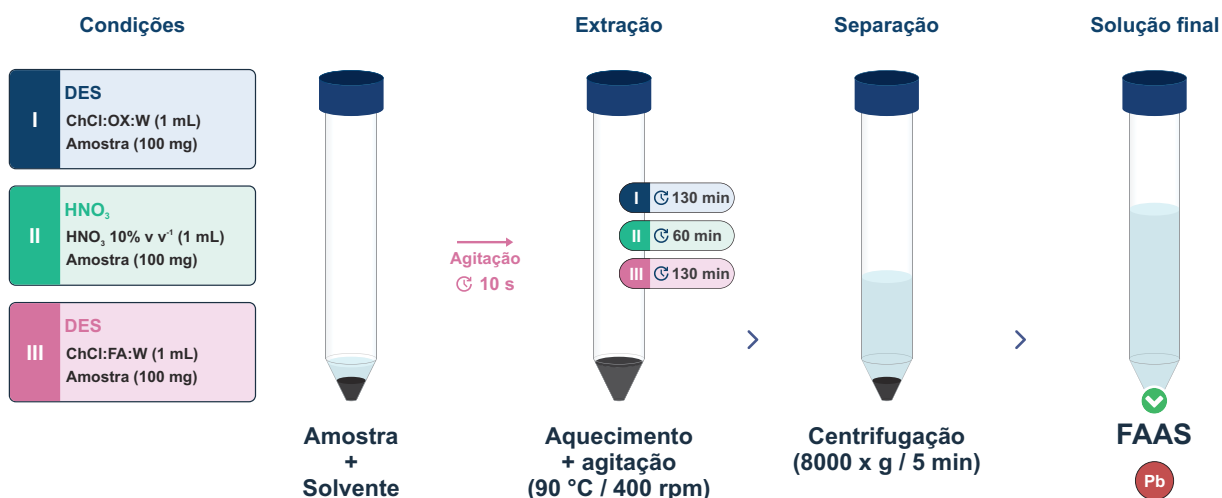 Condições
Extração
Separação
Solução final
I
DES
ChCl:OX:W (1 mL)
Amostra (100 mg)
II
HNO₃
HNO₃ 10% v v⁻¹ (1 mL)
Amostra (100 mg)
III
DES
ChCl:FA:W (1 mL)
Amostra (100 mg)
Agitação
10 s
I 130 min
II 60 min
III 130 min
Amostra
+
Solvente
Aquecimento
+ agitação
(90 °C / 400 rpm)
Centrifugação
(8000 x g / 5 min)
FAAS
Pb